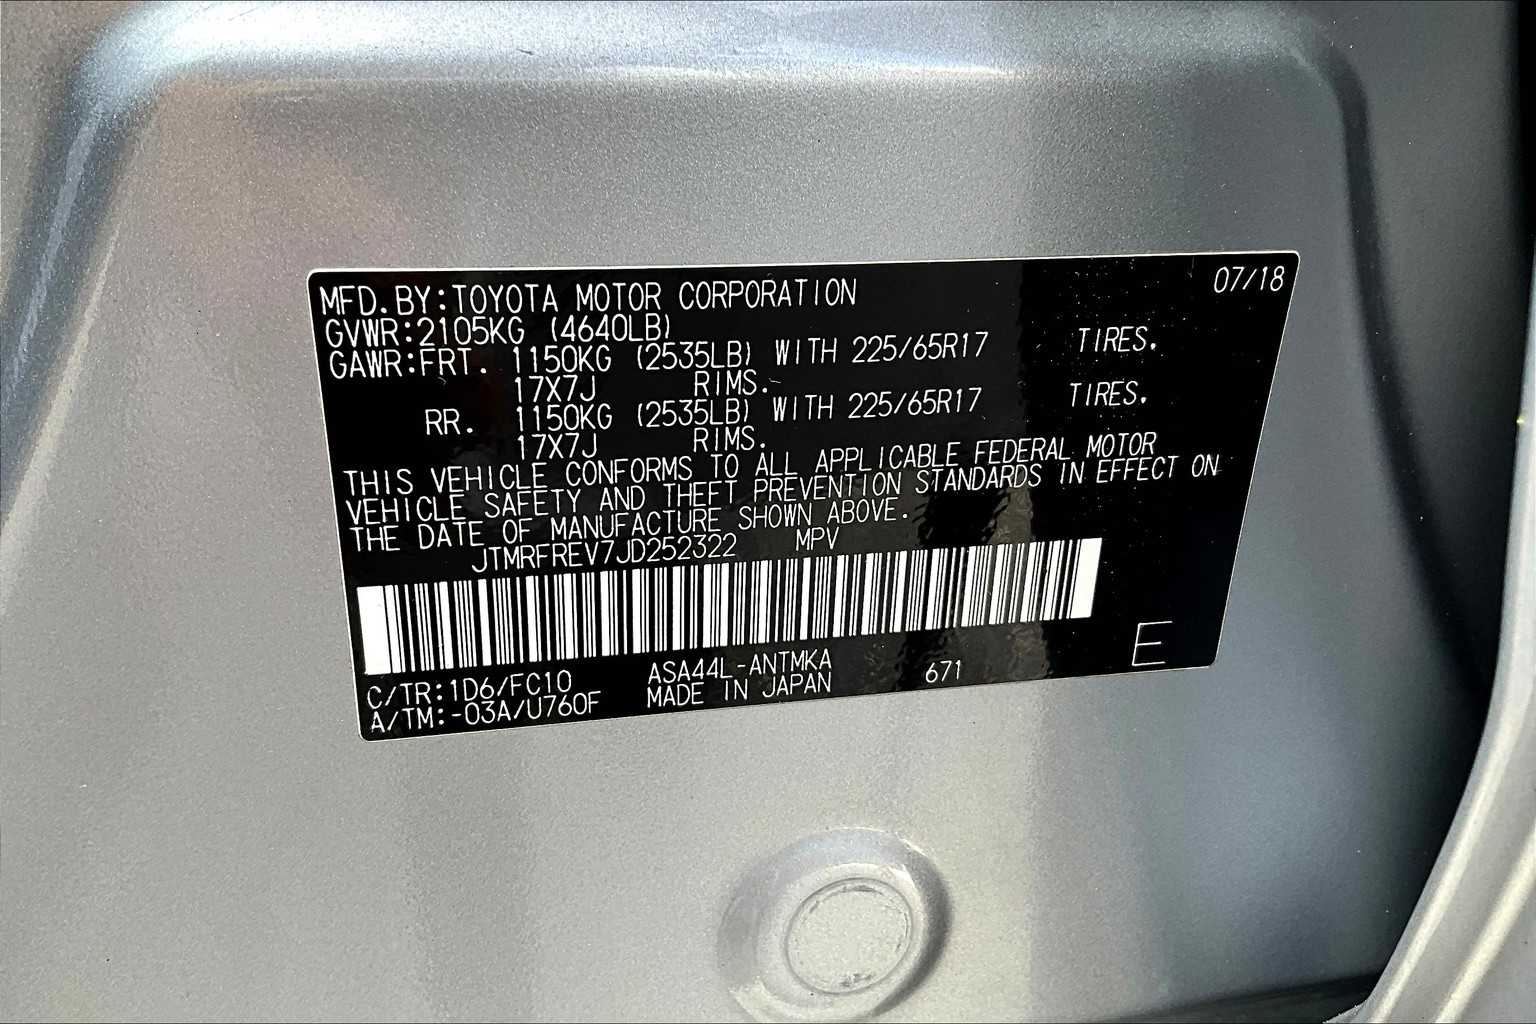 MFD.BY:TOYOTA MOTOR CORPORATION 07/18
GVWR:2105KG (4640LB)
GAWR:FRT. 1150KG (2535LB) WITH 225/65R17 TIRES.
17X7J RIMS.
RR. 1150KG (2535LB) WITH 225/65R17 TIRES.
17X7J RIMS.
THIS VEHICLE CONFORMS TO ALL APPLICABLE FEDERAL MOTOR
VEHICLE SAFETY AND THEFT PREVENTION STANDARDS IN EFFECT ON
THE DATE OF MANUFACTURE SHOWN ABOVE.
JTMRFREV7JD252322 MPV
C/TR:1D6/FC10 ASA44L-ANTMKA 671 E
A/TM:-03A/U760F MADE IN JAPAN